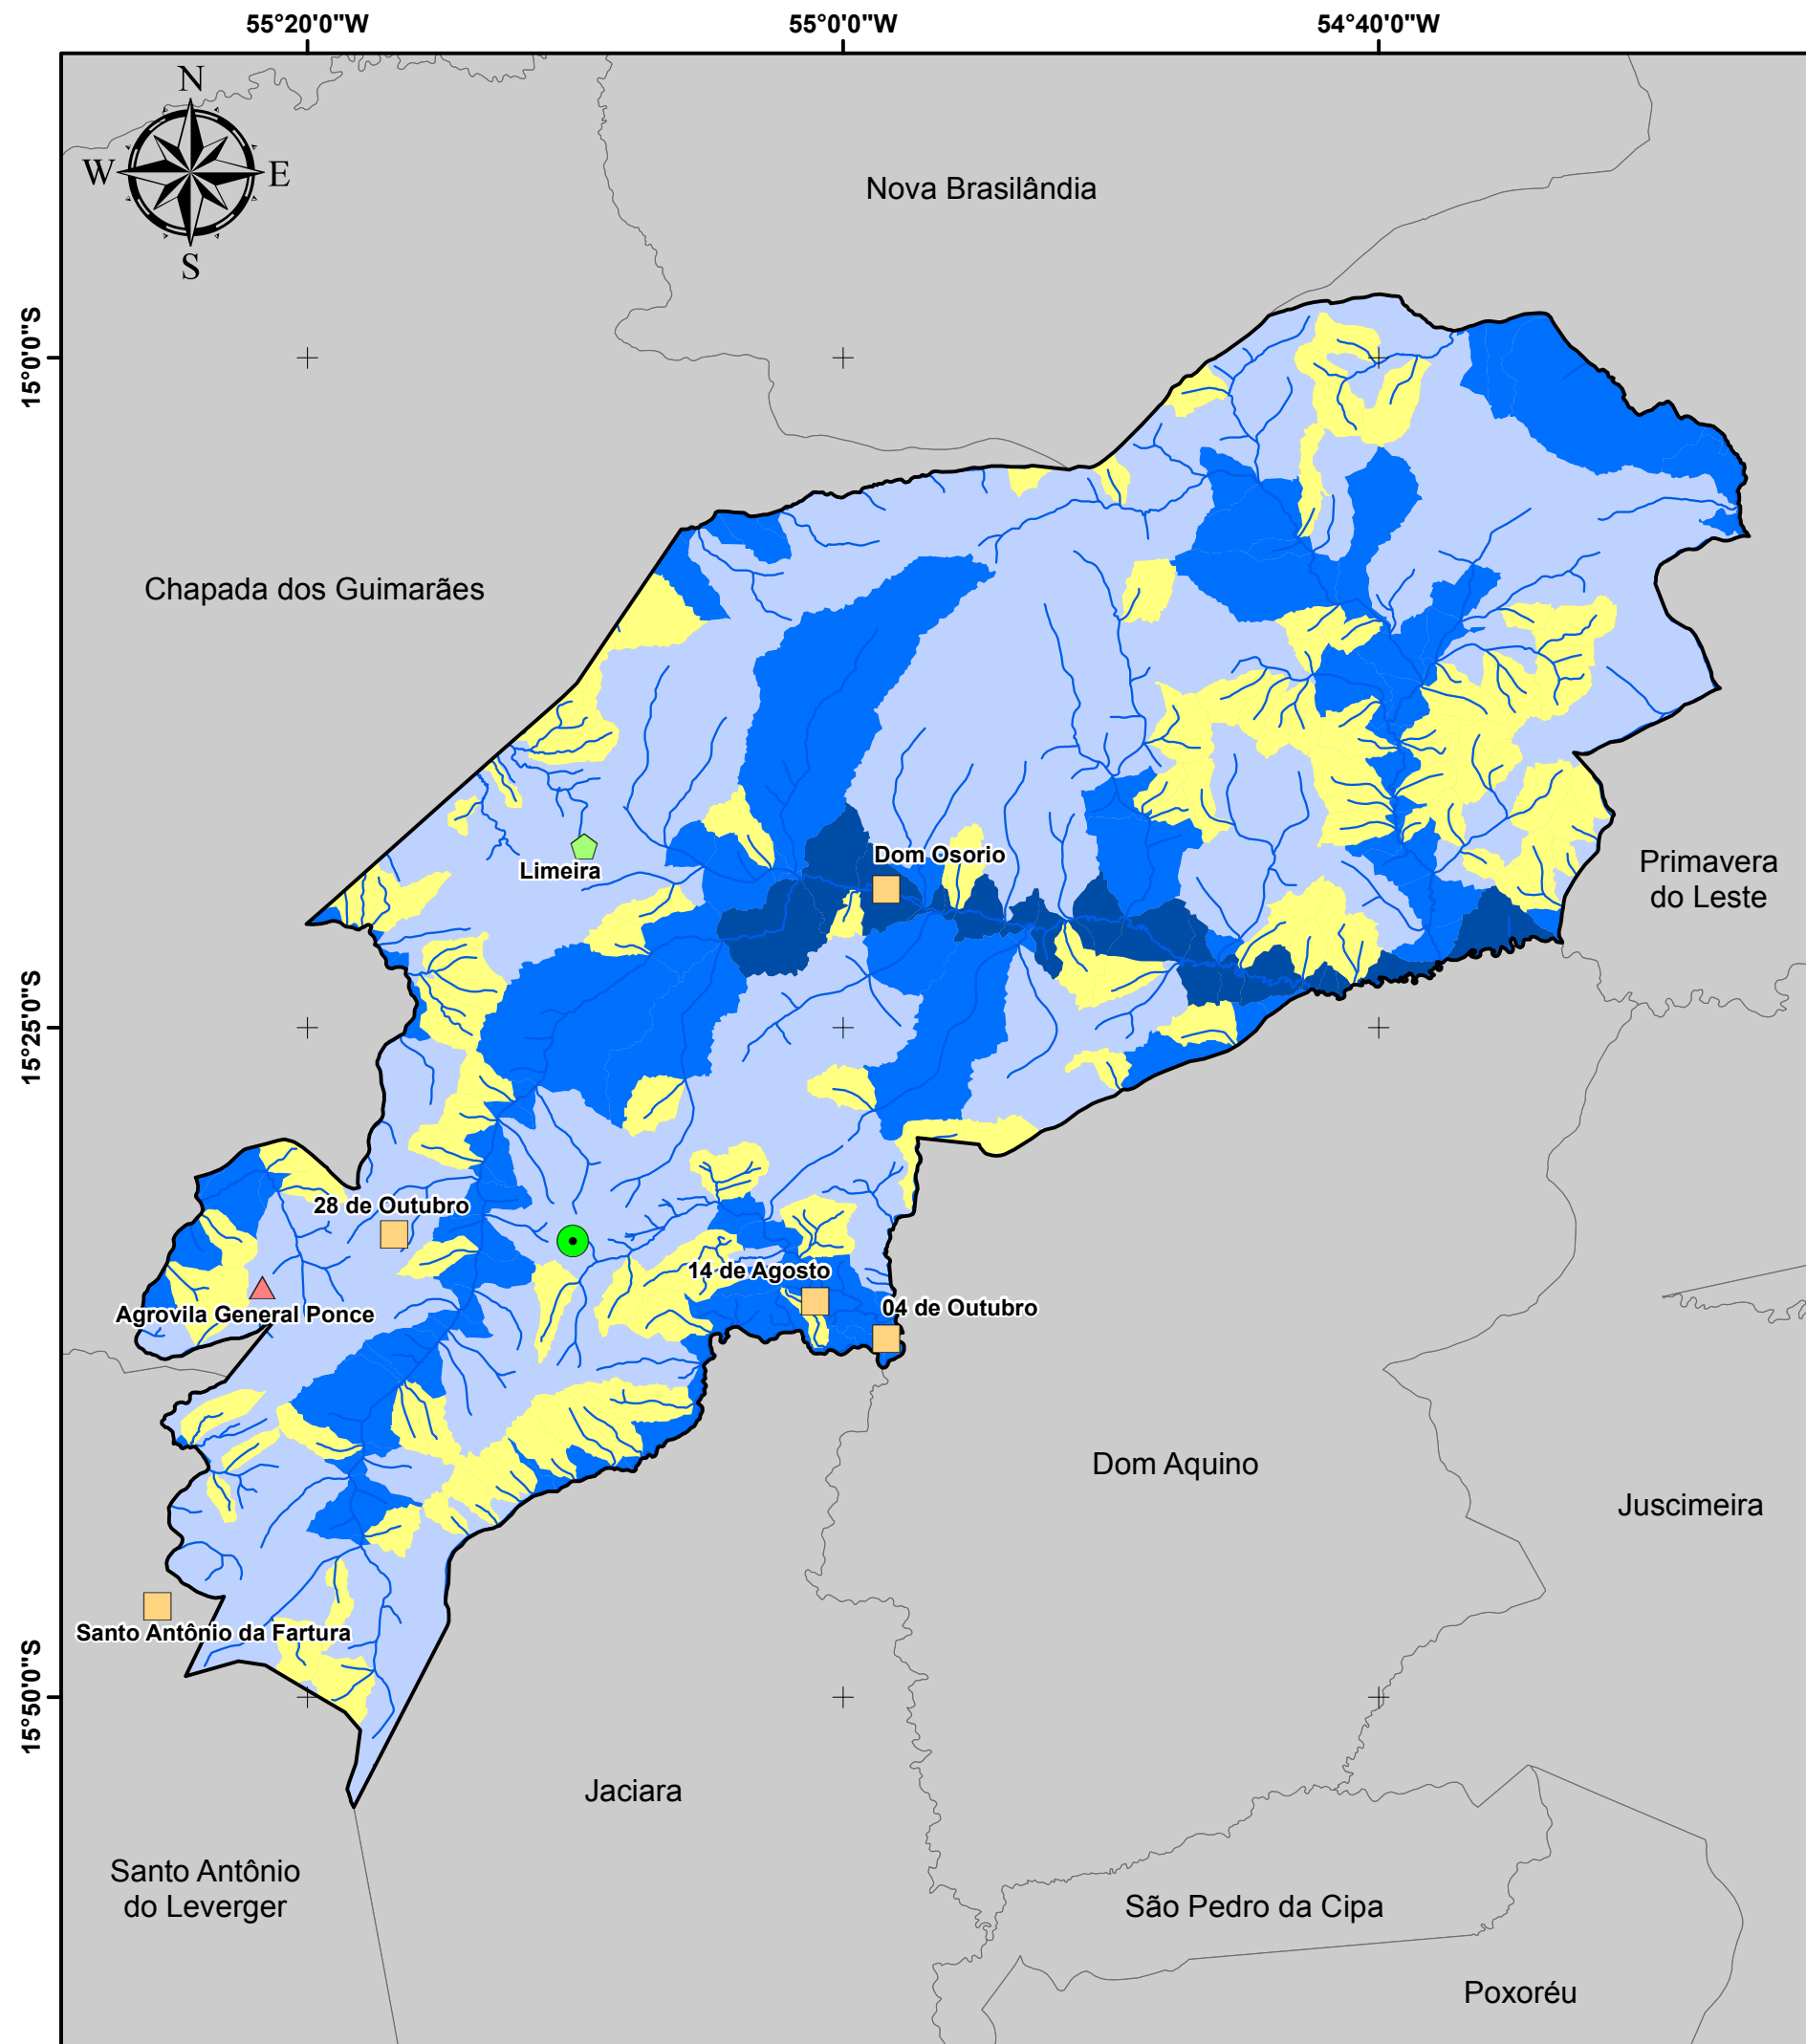 55°20'0"W
55°0'0"W
54°40'0"W
N
W
E
S
Nova Brasilândia
15°0'0"S
Chapada dos Guimarães
Limeira
Dom Osorio
Primavera
do Leste
15°25'0"S
28 de Outubro
14 de Agosto
Agrovila General Ponce
04 de Outubro
Dom Aquino
Juscimeira
Santo Antônio da Fartura
15°50'0"S
Jaciara
Santo Antônio
do Leverger
São Pedro da Cipa
Poxoréu